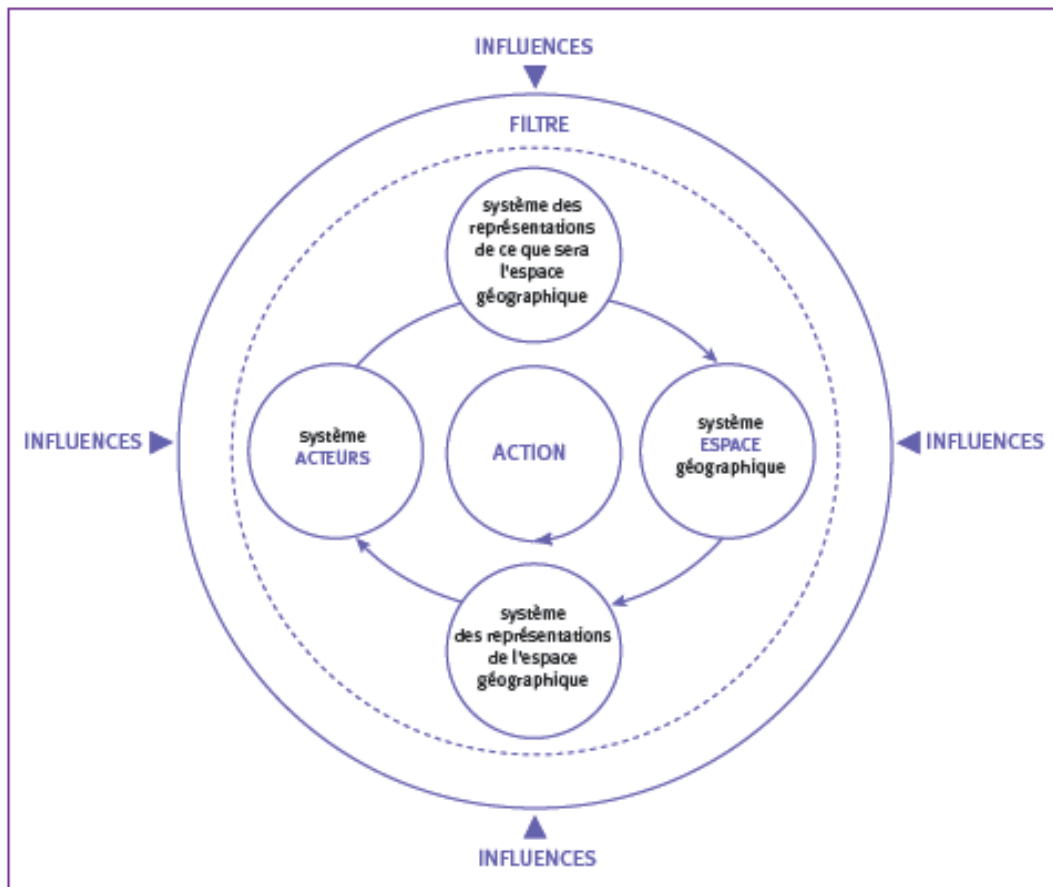 INFLUENCES
FILTRE
système des
représentations
de ce que sera
l'espace
géographique
INFLUENCES
système
ACTEURS
ACTION
système
ESPACE
géographique
INFLUENCES
système
des représentations
de l'espace
géographique
INFLUENCES